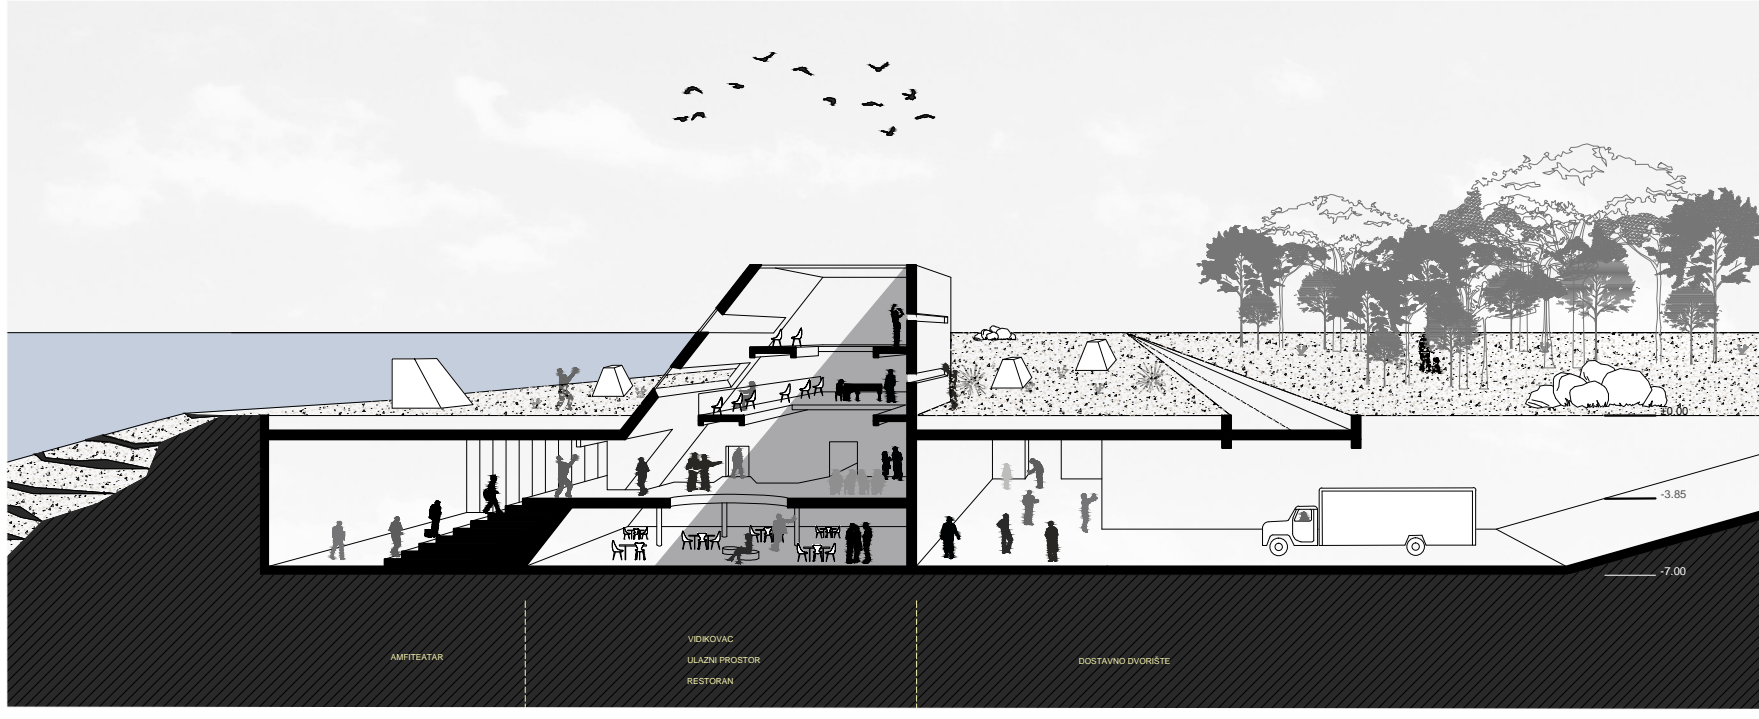 ±0.00
-3.85
-7.00
VIDIKOVAC
AMFITEATAR
ULAZNI PROSTOR
DOSTAVNO DVORIŠTE
RESTORAN